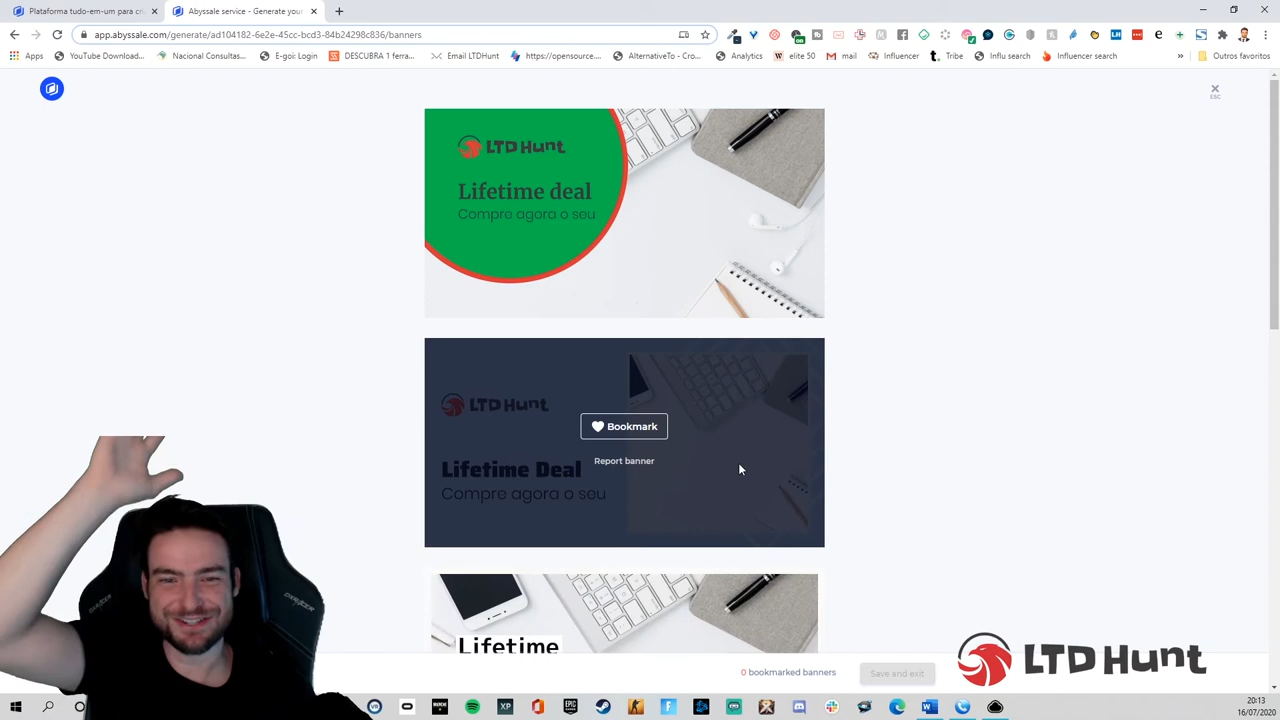 Plataforma tudo-em-um para cri
Abyssale service - Generate your
app.abyssale.com/generate/ad104182-6e2e-45cc-bcd3-84b24298c836/banners
Apps
YouTube Download...
Nacional Consultas...
E-goi: Login
DESCUBRA 1 ferra...
Email LTDHunt
https://opensource....
AlternativeTo - Cro...
Analytics
elite 50
mail
Influencer
Tribe
Influ search
Influencer search
»
Outros favoritos
ESC
LTD Hunt
Lifetime deal
Compre agora o seu
LTD Hunt
Bookmark
Report banner
Lifetime Deal
Compre agora o seu
Lifetime
DXRACER
0 bookmarked banners
Save and exit
LTD Hunt
20:13
16/07/2020